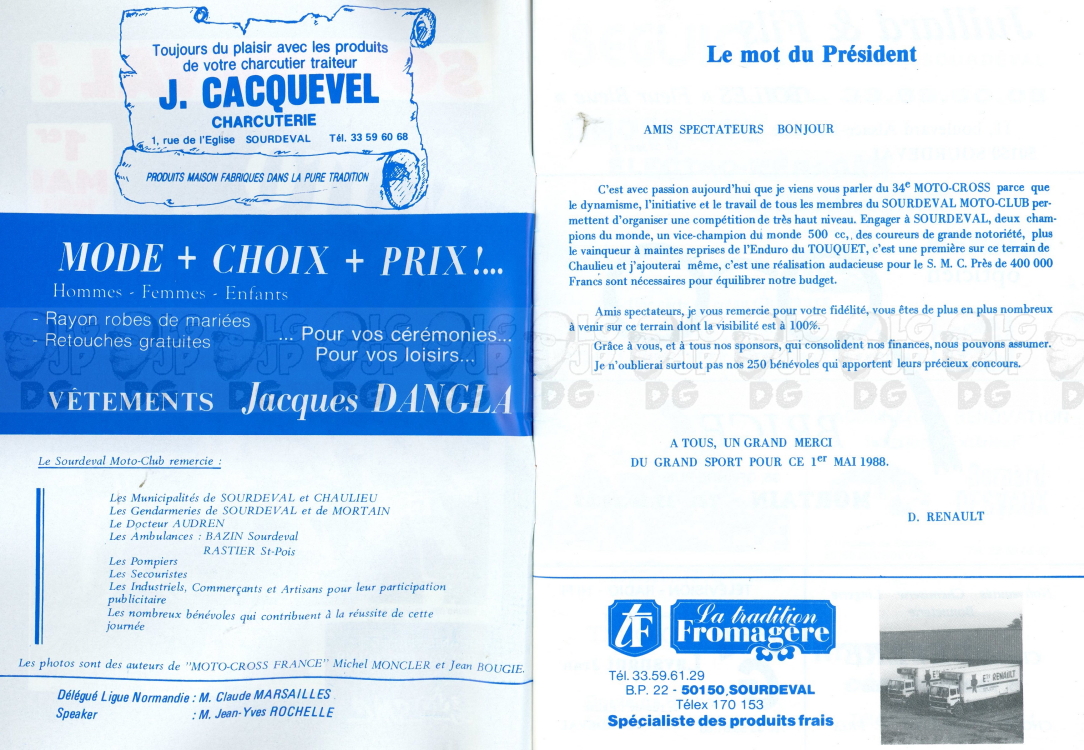 Toujours du plaisir avec les produits
de votre charcutier traiteur
J. CACQUEVEL
CHARCUTERIE
1, rue de l'Eglise SOURDEVAL Tél. 33 59 60 68
PRODUITS MAISON FABRIQUES DANS LA PURE TRADITION
MODE + CHOIX + PRIX !...
Hommes - Femmes - Enfants
- Rayon robes de mariées
- Retouches gratuites
... Pour vos cérémonies...
Pour vos loisirs...
VÊTEMENTS Jacques DANGLA
Le Sourdeval Moto-Club remercie :
Les Municipalités de SOURDEVAL et CHAULIEU
Les Gendarmeries de SOURDEVAL et de MORTAIN
Le Docteur AUDREN
Les Ambulances : BAZIN Sourdeval
RASTIER St-Pois
Les Pompiers
Les Secouristes
Les Industriels, Commerçants et Artisans pour leur participation
publicitaire
Les nombreux bénévoles qui contribuent à la réussite de cette
journée
Les photos sont des auteurs de "MOTO-CROSS FRANCE" Michel MONCLER et Jean BOUGIE.
Délégué Ligue Normandie : M. Claude MARSAILLES
Speaker : M. Jean-Yves ROCHELLE
Le mot du Président
AMIS SPECTATEURS BONJOUR
C'est avec passion aujourd'hui que je viens vous parler du 34e MOTO-CROSS parce que
le dynamisme, l'initiative et le travail de tous les membres du SOURDEVAL MOTO-CLUB per-
mettent d'organiser une compétition de très haut niveau. Engager à SOURDEVAL, deux cham-
pions du monde, un vice-champion du monde 500 cc, des coureurs de grande notoriété, plus
le vainqueur à maintes reprises de l'Enduro du TOUQUET, c'est une première sur ce terrain de
Chaulieu et j'ajouterai même, c'est une réalisation audacieuse pour le S. M. C. Près de 400 000
Francs sont nécessaires pour équilibrer notre budget.
Amis spectateurs, je vous remercie pour votre fidélité, vous êtes de plus en plus nombreux
à venir sur ce terrain dont la visibilité est à 100%.
Grâce à vous, et à tous nos sponsors, qui consolident nos finances, nous pouvons assumer.
Je n'oublierai surtout pas nos 250 bénévoles qui apportent leurs précieux concours.
A TOUS, UN GRAND MERCI
DU GRAND SPORT POUR CE 1er MAI 1988.
D. RENAULT
tF La tradition
Fromagère
Tél. 33.59.61.29
B.P. 22 - 50150 SOURDEVAL
Télex 170 153
Spécialiste des produits frais
Ets RENAULT
JLG JP DG